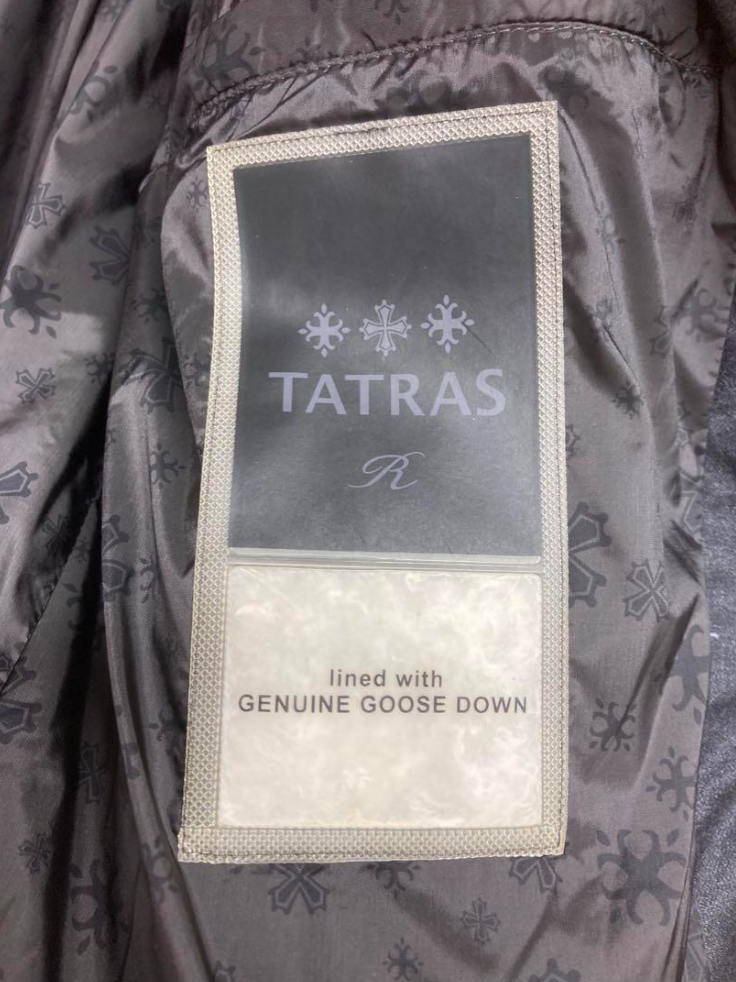 TATRAS
R
lined with
GENUINE GOOSE DOWN